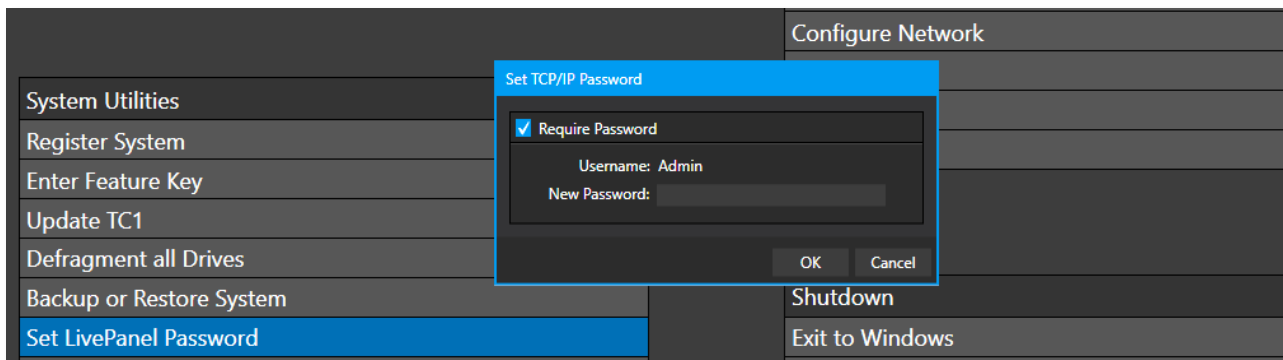 Configure Network
System Utilities
Register System
Enter Feature Key
Update TC1
Defragment all Drives
Backup or Restore System
Set LivePanel Password
Set TCP/IP Password
Require Password
Username: Admin
New Password:
OK Cancel
Shutdown
Exit to Windows